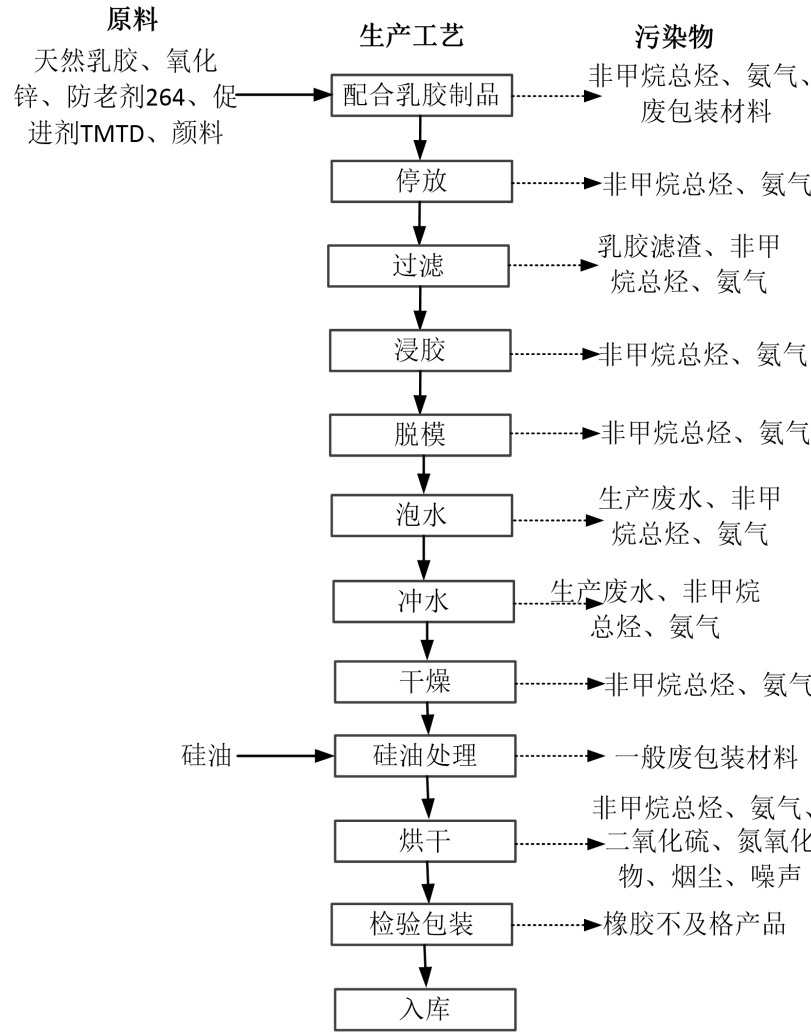 原料
生产工艺
污染物
天然乳胶、氧化
锌、防老剂264、促
进剂TMTD、颜料
配合乳胶制品
非甲烷总烃、氨气、
废包装材料
停放
非甲烷总烃、氨气
过滤
乳胶滤渣、非甲
烷总烃、氨气
浸胶
非甲烷总烃、氨气
脱模
非甲烷总烃、氨气
泡水
生产废水、非甲
烷总烃、氨气
冲水
生产废水、非甲烷
总烃、氨气
干燥
非甲烷总烃、氨气
硅油
硅油处理
一般废包装材料
烘干
非甲烷总烃、氨气、
二氧化硫、氮氧化
物、烟尘、噪声
检验包装
橡胶不及格产品
入库